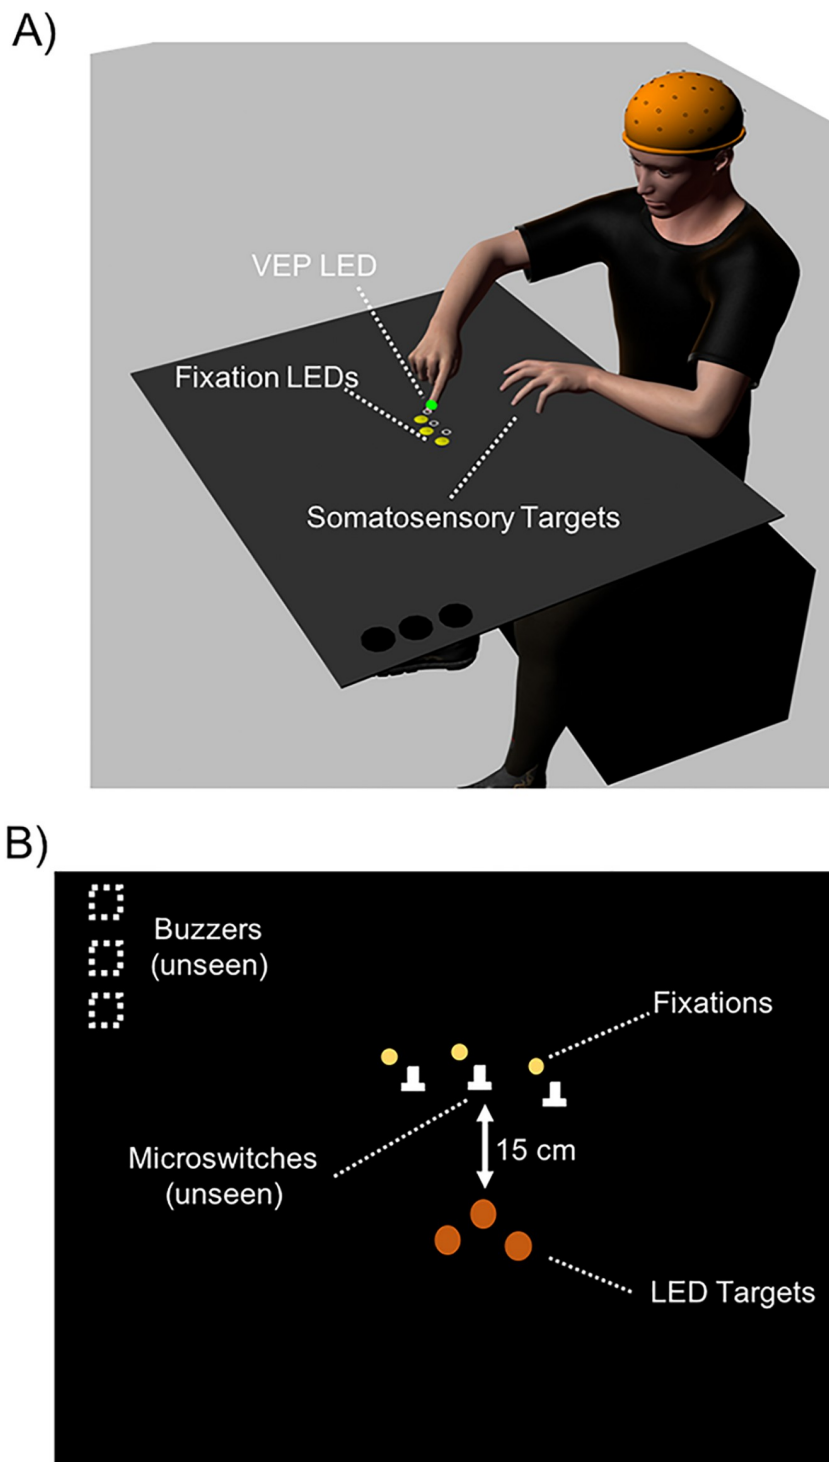 A)
VEP LED
Fixation LEDs
Somatosensory Targets
B)
Buzzers
(unseen)
Fixations
15 cm
Microswitches
(unseen)
LED Targets